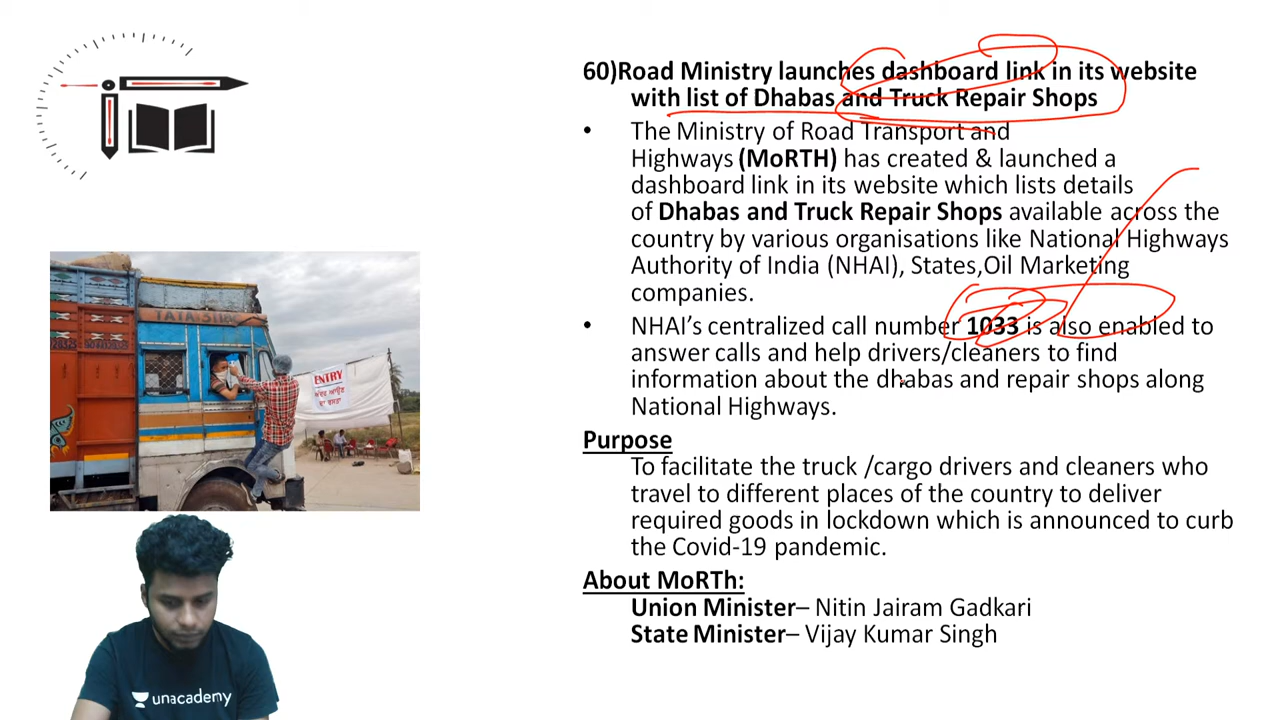 60)Road Ministry launches dashboard link in its website
with list of Dhabas and Truck Repair Shops
• The Ministry of Road Transport and
Highways (MoRTH) has created & launched a
dashboard link in its website which lists details
of Dhabas and Truck Repair Shops available across the
country by various organisations like National Highways
Authority of India (NHAI), States,Oil Marketing
companies.
• NHAI's centralized call number 1033 is also enabled to
answer calls and help drivers/cleaners to find
information about the dhabas and repair shops along
National Highways.
Purpose
To facilitate the truck /cargo drivers and cleaners who
travel to different places of the country to deliver
required goods in lockdown which is announced to curb
the Covid-19 pandemic.
About MoRTh:
Union Minister– Nitin Jairam Gadkari
State Minister– Vijay Kumar Singh
TATA
ENTRY
unacademy